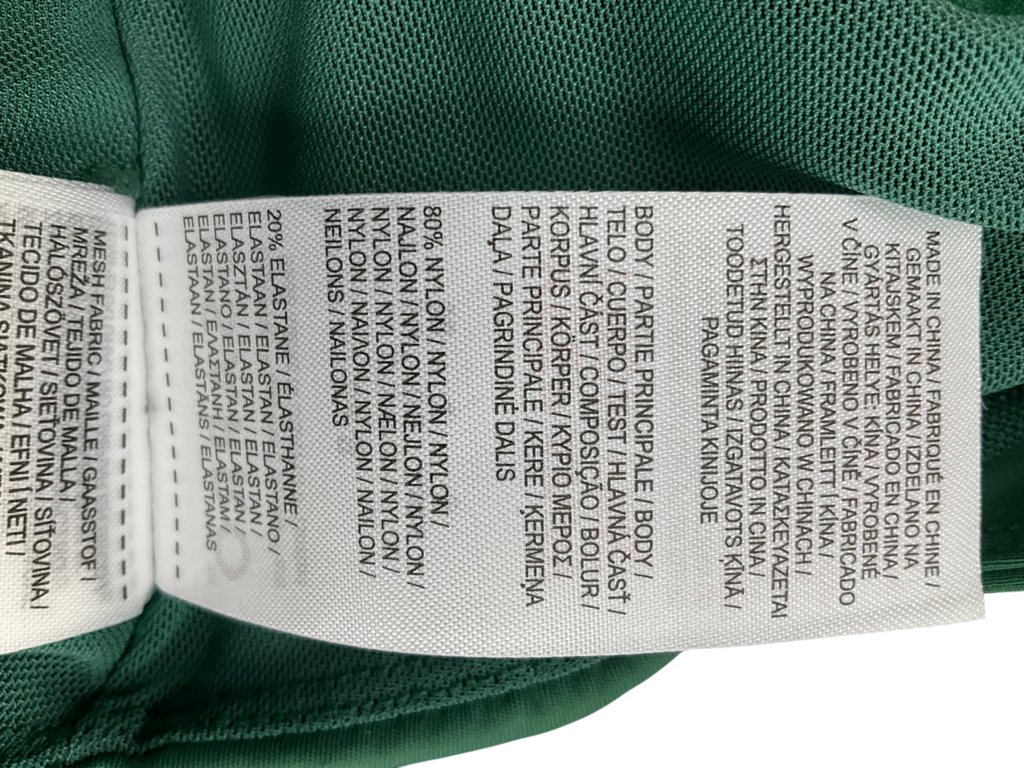 MADE IN CHINA / FABRIQUÉ EN CHINE /
GEMAAKT IN CHINA / IZDELANO NA
KITAJSKEM / FABRICADO EN CHINA /
GYÁRTÁS HELYE: KÍNA / VYROBENÉ
V ČÍNE / VYROBENO V ČÍNĚ / FABRICADO
NA CHINA / FRAMLEITT Í KÍNA /
WYPRODUKOWANO W CHINACH /
HERGESTELLT IN CHINA / ΚΑΤΑΣΚΕΥΑΖΕΤΑΙ
ΣΤΗΝ ΚΙΝΑ / PRODOTTO IN CINA /
TOODETUD HIINAS / IZGATAVOTS ĶĪNĀ /
PAGAMINTA KINIJOJE
BODY / PARTIE PRINCIPALE / BODY /
TELO / CUERPO / TEST / HLAVNÁ ČASŤ /
HLAVNÍ ČÁST / COMPOSIÇÃO / BOLUR /
KORPUS / KÖRPER / ΚΥΡΙΟ ΜΕΡΟΣ /
PARTE PRINCIPALE / KERE / ĶERMEŅA
DAĻA / PAGRINDINĖ DALIS
80% NYLON / NYLON / NYLON /
NAJLON / NYLON / NEJLON / NYLON /
NYLON / NYLON / NÆLON / NYLON /
NYLON / ΝΑΙΛΟΝ / NYLON / NAILON /
NEILONS / NAILONAS
20% ELASTANE / ÉLASTHANNE /
ELASTAAN / ELASTAN / ELASTANO /
ELASZTÁN / ELASTAN / ELASTAN /
ELASTANO / ELASTAN / ELASTAN /
ELASTAN / ΕΛΑΣΤΑΝΗ / ELASTAM /
ELASTAAN / ELASTĀNS / ELASTANAS
MESH FABRIC / MAILLE / GAASSTOF /
MREŽA / TEJIDO DE MALLA /
HÁLÓSZÖVET / SIEŤOVINA / SÍŤOVINA /
TECIDO DE MALHA / EFNI / NETI /
TKANINA